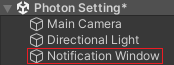 Photon Setting*
Main Camera
Directional Light
Notification Window